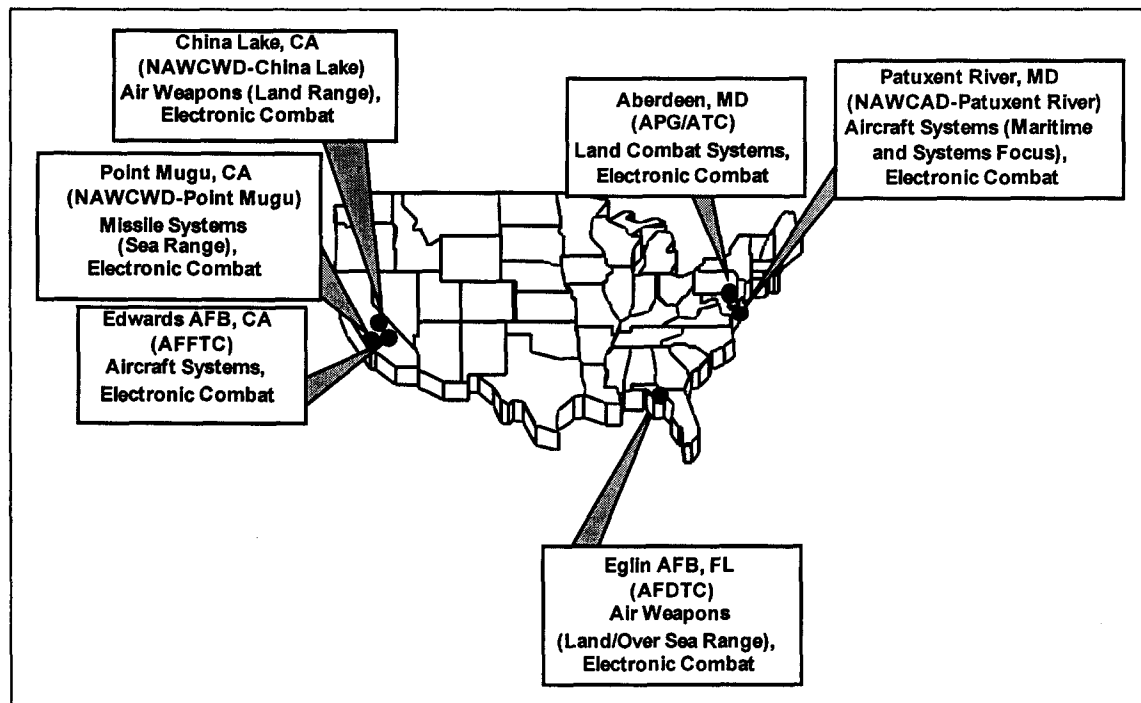 China Lake, CA
(NAWCWD-China Lake)
Air Weapons (Land Range),
Electronic Combat
Point Mugu, CA
(NAWCWD-Point Mugu)
Missile Systems
(Sea Range),
Electronic Combat
Edwards AFB, CA
(AFFTC)
Aircraft Systems,
Electronic Combat
Aberdeen, MD
(APG/ATC)
Land Combat Systems,
Electronic Combat
Patuxent River, MD
(NAWCAD-Patuxent River)
Aircraft Systems (Maritime
and Systems Focus),
Electronic Combat
Eglin AFB, FL
(AFDTC)
Air Weapons
(Land/Over Sea Range),
Electronic Combat